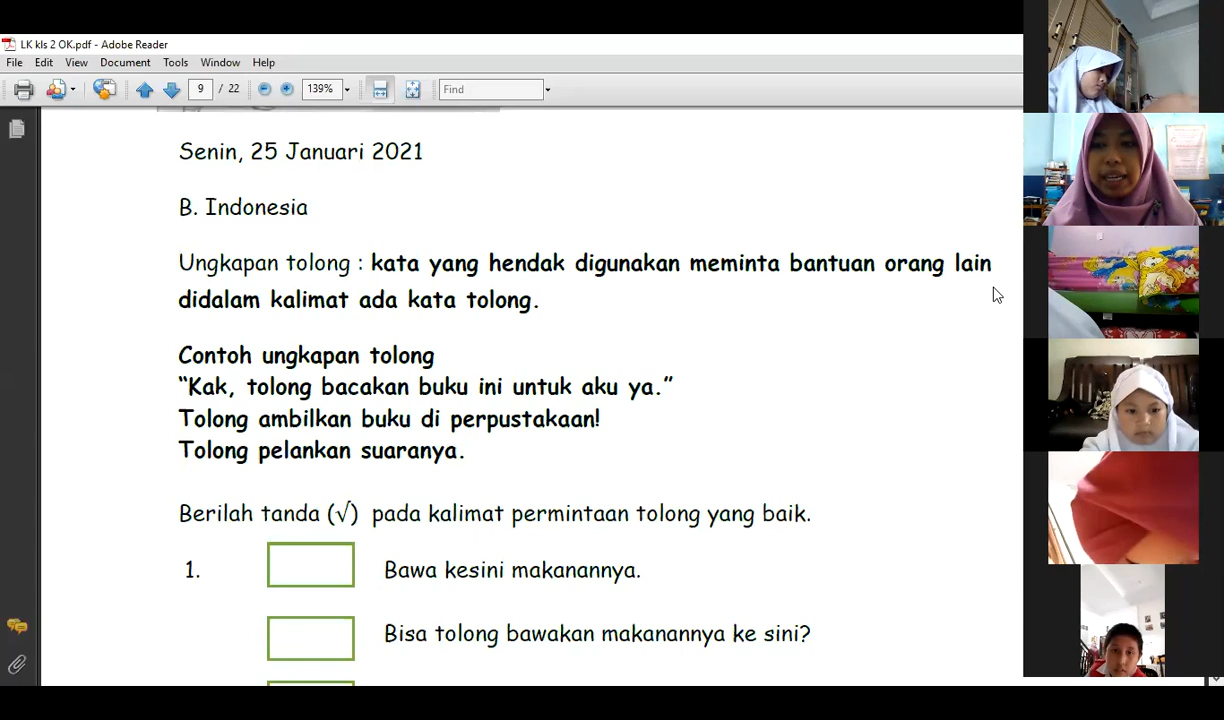 LK kls 2 OK.pdf - Adobe Reader
File Edit View Document Tools Window Help
9 / 22 139% Find
Senin, 25 Januari 2021
B. Indonesia
Ungkapan tolong : kata yang hendak digunakan meminta bantuan orang lain
didalam kalimat ada kata tolong.
Contoh ungkapan tolong
“Kak, tolong bacakan buku ini untuk aku ya.”
Tolong ambilkan buku di perpustakaan!
Tolong pelankan suaranya.
Berilah tanda (√) pada kalimat permintaan tolong yang baik.
1. Bawa kesini makanannya.
Bisa tolong bawakan makanannya ke sini?